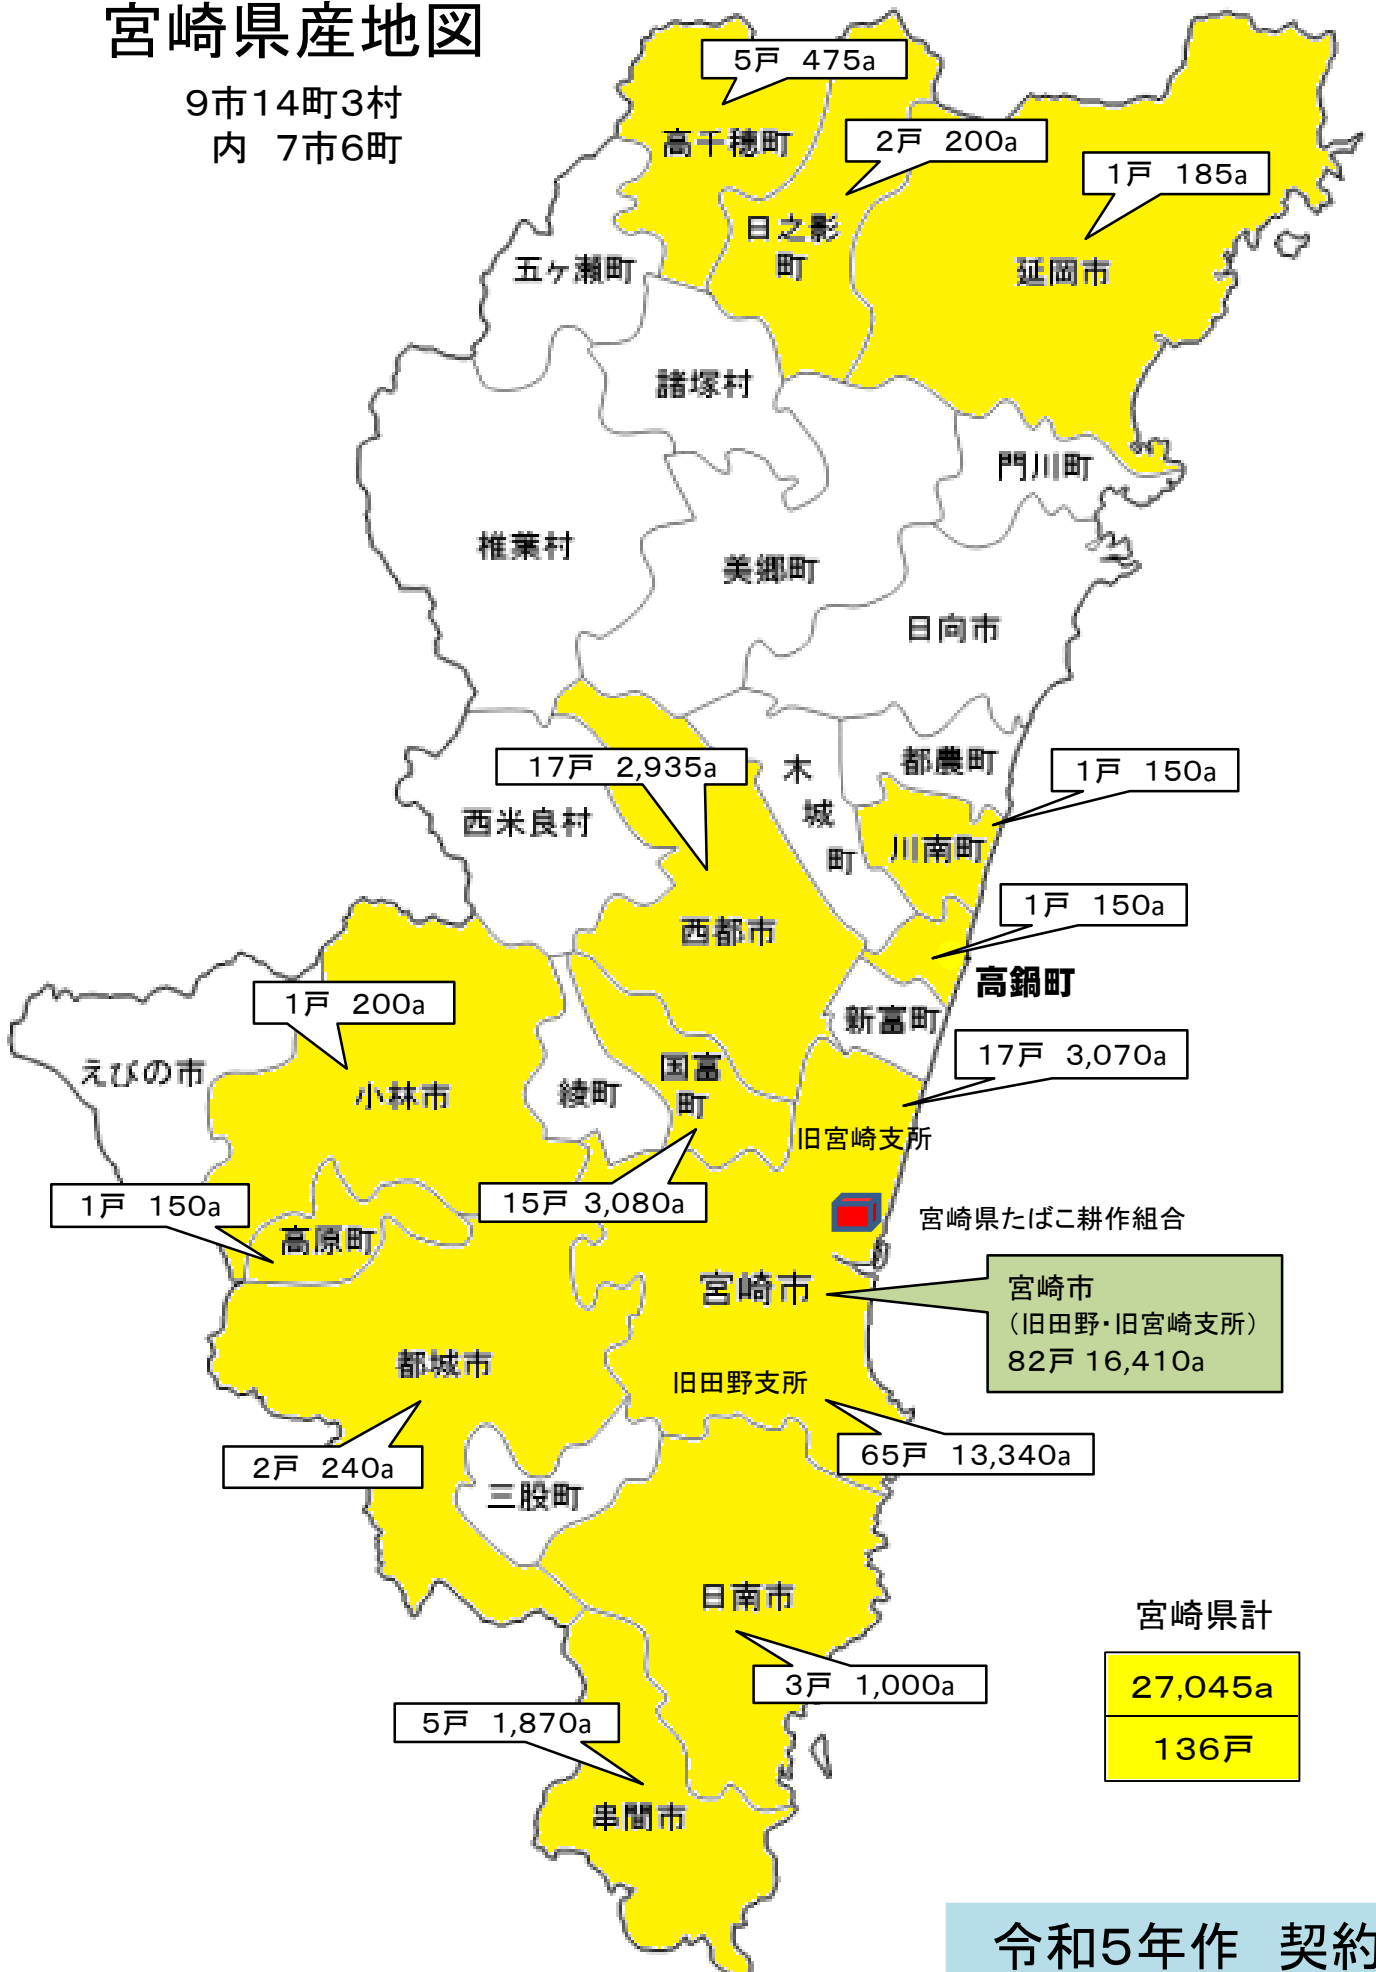 宮崎県産地図
9市14町3村
内 7市6町
5戸 475a
高千穂町
2戸 200a
1戸 185a
日之影
町
延岡市
五ヶ瀬町
諸塚村
門川町
椎葉村
美郷町
日向市
17戸 2,935a
木
城
町
都農町
1戸 150a
西米良村
川南町
1戸 150a
西都市
高鍋町
1戸 200a
新富町
17戸 3,070a
えびの市
小林市
綾町
国富
町
旧宮崎支所
1戸 150a
15戸 3,080a
宮崎県たばこ耕作組合
高原町
宮崎市
宮崎市
(旧田野・旧宮崎支所)
82戸 16,410a
都城市
旧田野支所
2戸 240a
65戸 13,340a
三股町
日南市
宮崎県計
3戸 1,000a
27,045a
5戸 1,870a
136戸
串間市
令和5年作 契約